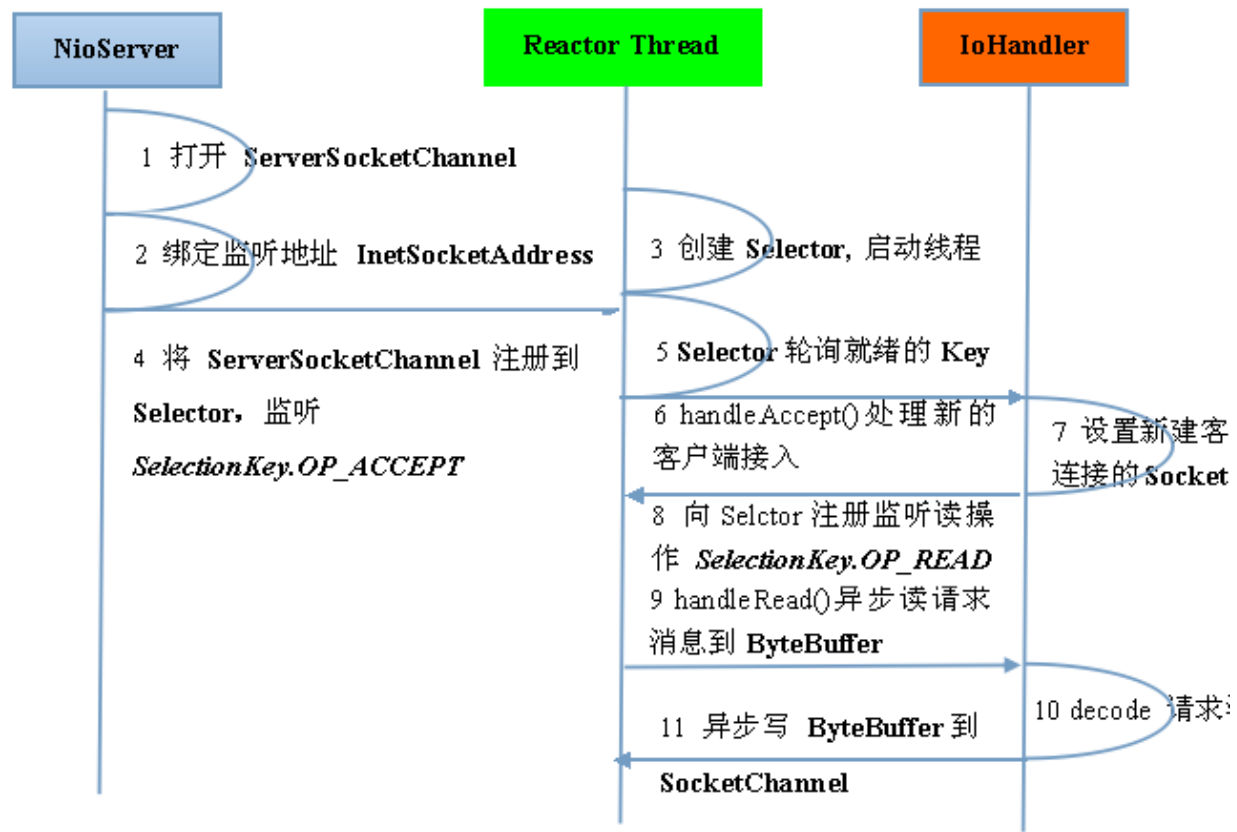 NioServer
Reactor Thread
IoHandler
1 打开 ServerSocketChannel
2 绑定监听地址 InetSocketAddress
3 创建 Selector, 启动线程
4 将 ServerSocketChannel 注册到
Selector，监听
SelectionKey.OP_ACCEPT
5 Selector 轮询就绪的 Key
6 handleAccept()处理新的
客户端接入
7 设置新建客
连接的 Socket
8 向 Selctor 注册监听读操
作 SelectionKey.OP_READ
9 handleRead()异步读请求
消息到 ByteBuffer
10 decode 请求
11 异步写 ByteBuffer 到
SocketChannel